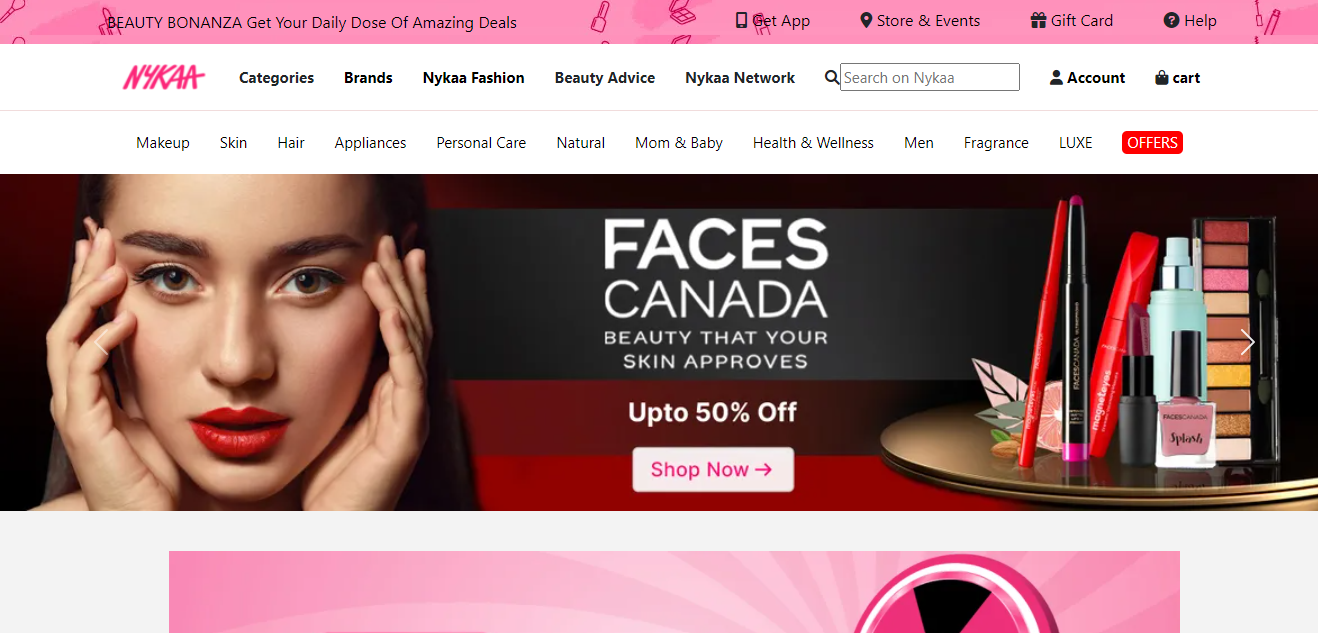 BEAUTY BONANZA Get Your Daily Dose Of Amazing Deals Get App Store & Events Gift Card Help
NYKAA Categories Brands Nykaa Fashion Beauty Advice Nykaa Network Search on Nykaa Account cart
Makeup Skin Hair Appliances Personal Care Natural Mom & Baby Health & Wellness Men Fragrance LUXE OFFERS
FACES
CANADA
BEAUTY THAT YOUR
SKIN APPROVES
Upto 50% Off
Shop Now →
magneteyes
FACESCANADA
FACESCANADA
Splash